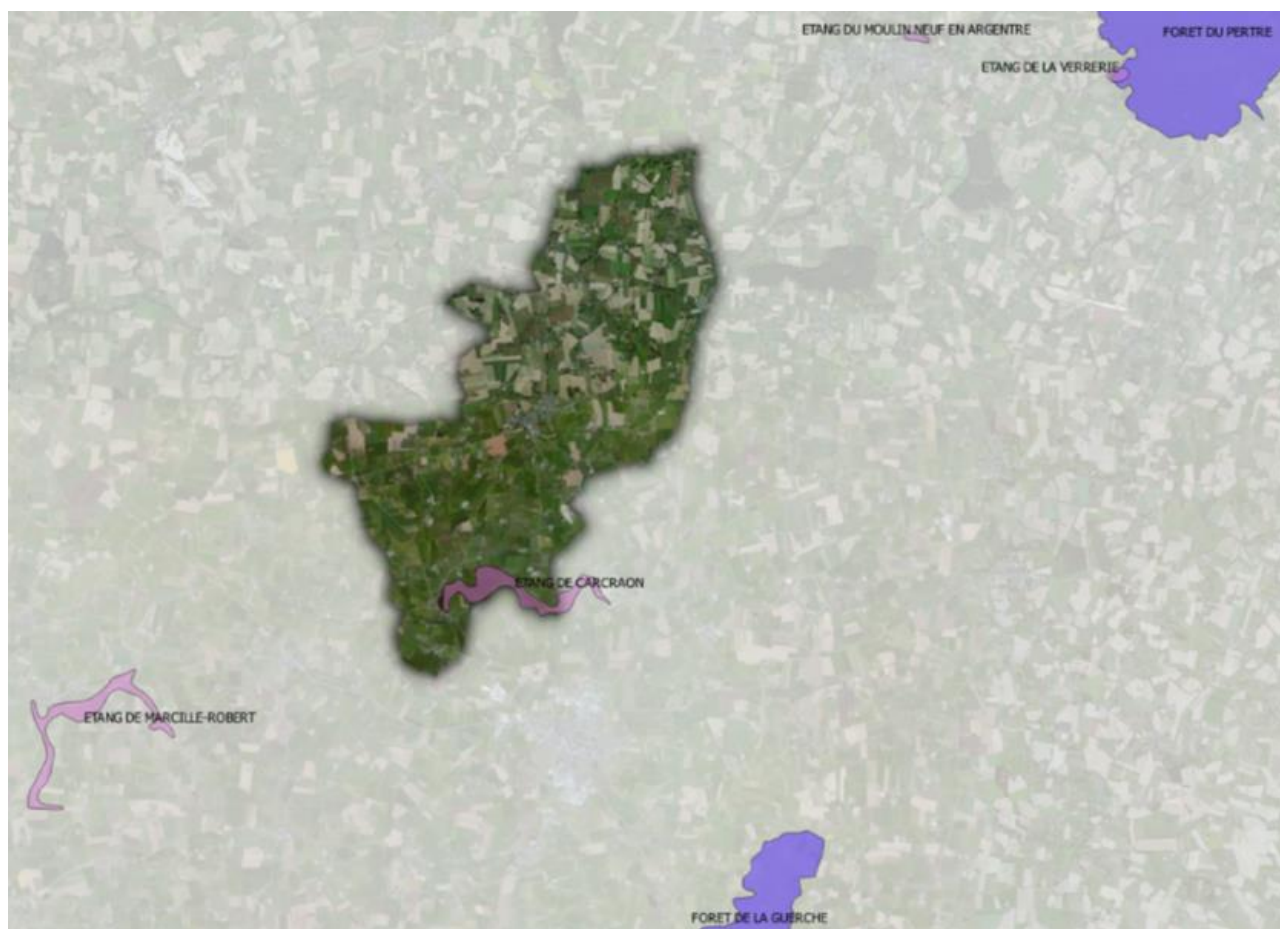 ETANG DU MOULIN NEUF EN ARGENTRE
FORET DU PERTRE
ETANG DE LA VERRERIE
ETANG DE CARCRAON
ETANG DE MARCILLE-ROBERT
FORET DE LA GUERCHE